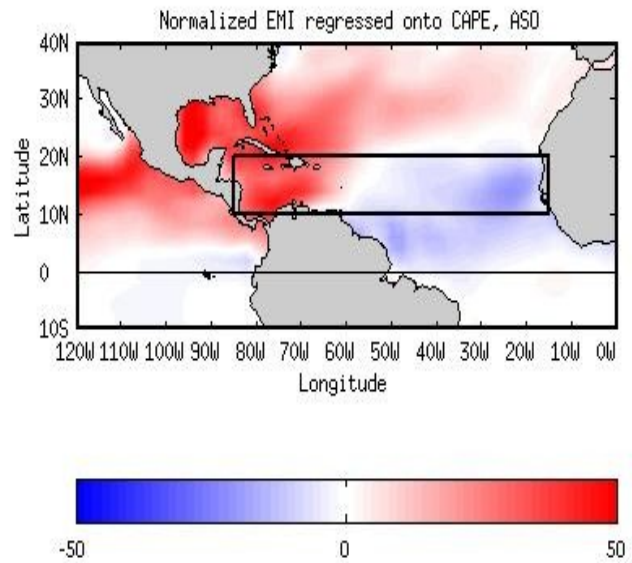 Normalized EMI regressed onto CAPE, ASO
40N
30N
20N
10N
0
10S
Latitude
120W 110W 100W 90W 80W 70W 60W 50W 40W 30W 20W 10W 0W
Longitude
-50 0 50